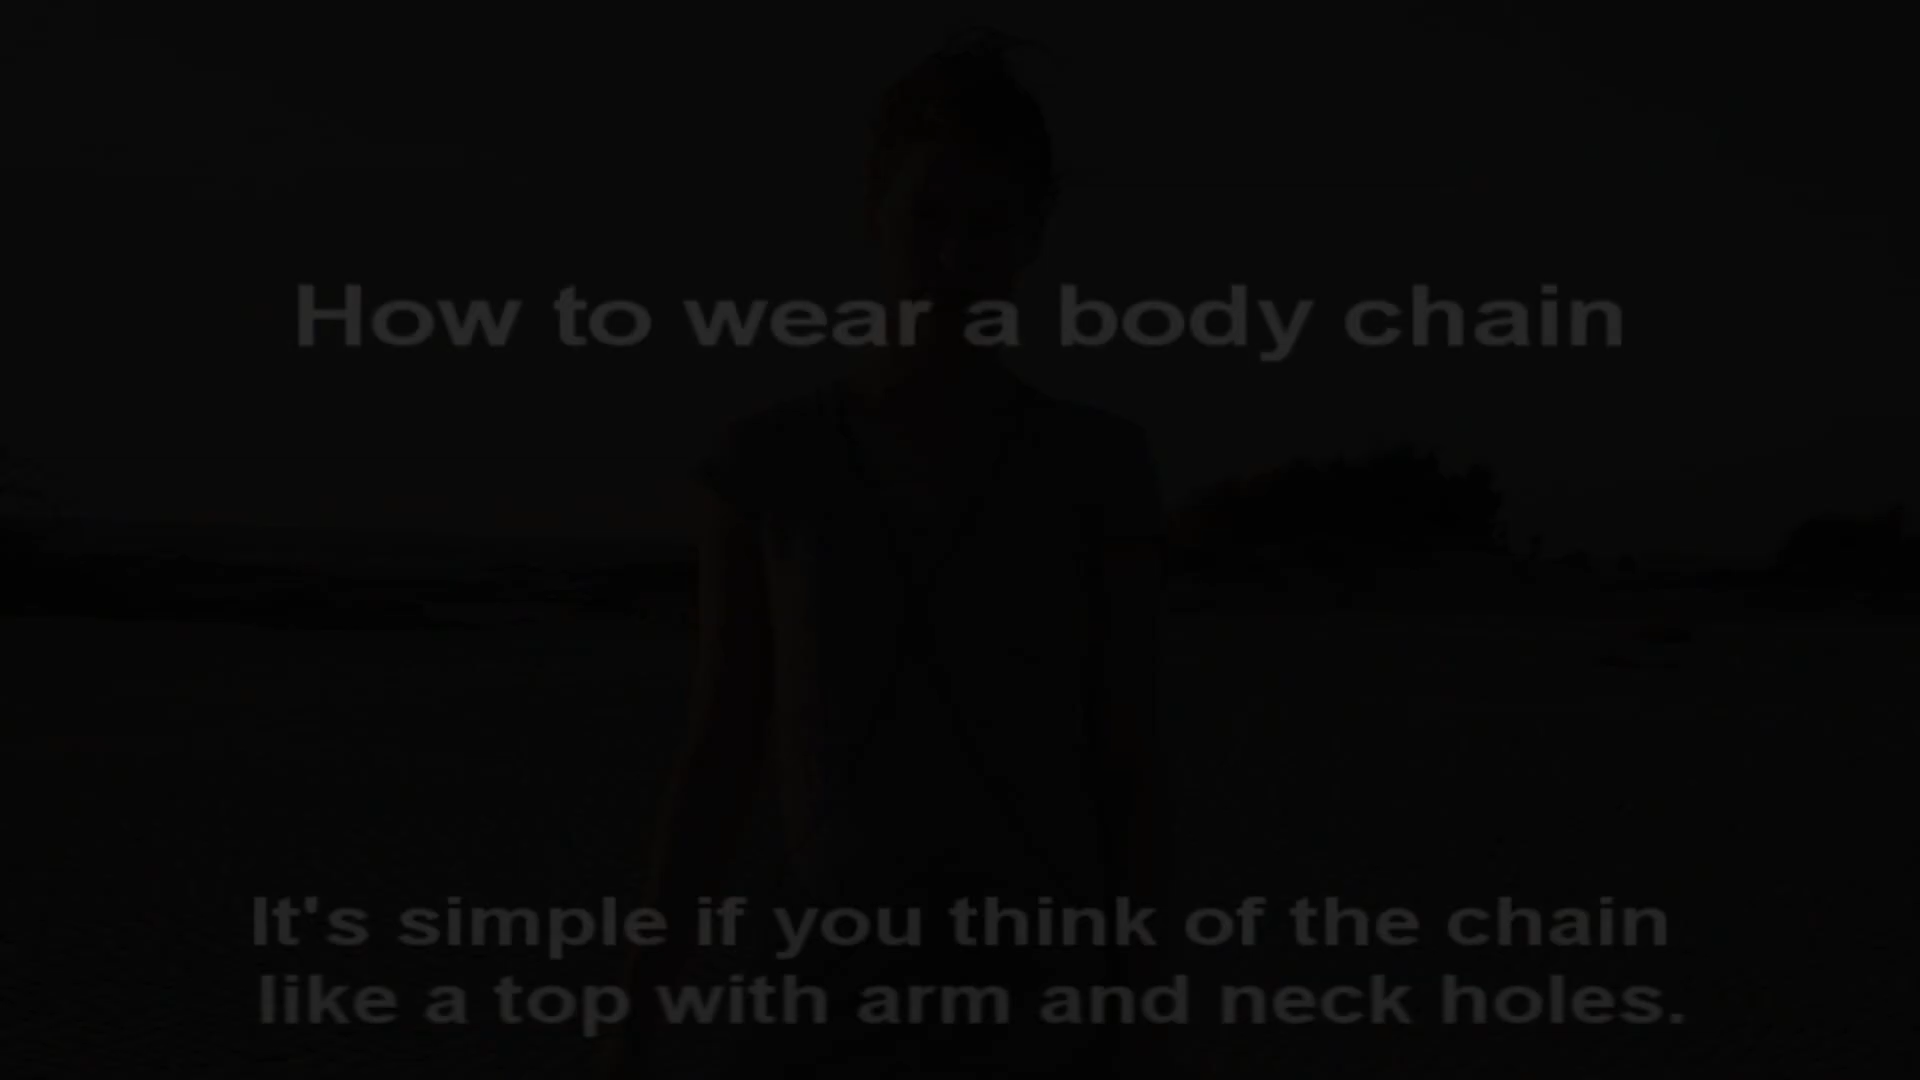 How to wear a body chain
It's simple if you think of the chain
like a top with arm and neck holes.